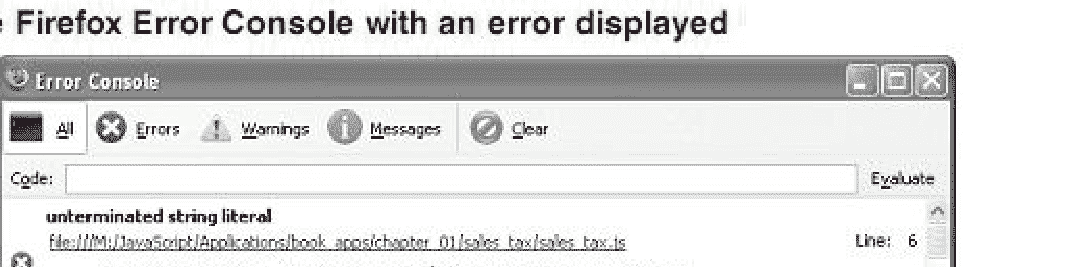 Firefox Error Console with an error displayed
Error Console
All Errors Warnings Messages Clear
Code: Evaluate
unterminated string literal
file:///M:/JavaScript/Applications/book_apps/chapter_01/sales_tax/sales_tax.js Line: 6